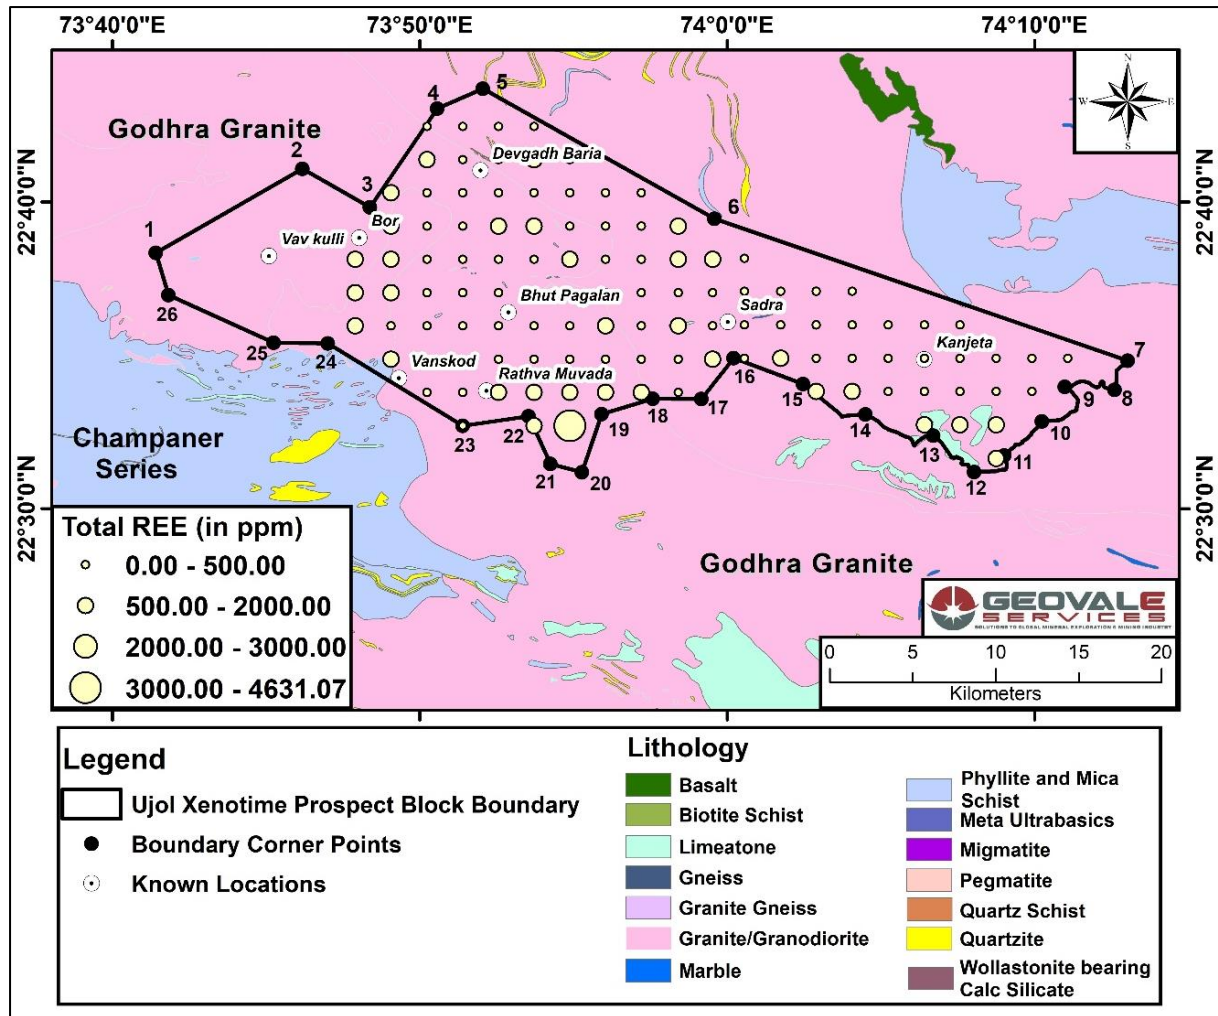 73°40'0"E 73°50'0"E 74°0'0"E 74°10'0"E
22°40'0"N
22°30'0"N
22°40'0"N
22°30'0"N
N
W E
S
Godhra Granite
1
2
3
4
5
6
7
8
9
10
11
12
13
14
15
16
17
18
19
20
21
22
23
24
25
26
Devgadh Baria
Bor
Vav kulli
Bhut Pagalan
Sadra
Kanjeta
Vanskod
Rathva Muvada
Champaner
Series
Godhra Granite
Total REE (in ppm)
0.00 - 500.00
500.00 - 2000.00
2000.00 - 3000.00
3000.00 - 4631.07
GEOVALE
SERVICES
SOLUTIONS TO GLOBAL MINERAL EXPLORATION & MINING INDUSTRY
0 5 10 15 20
Kilometers
Legend
Ujol Xenotime Prospect Block Boundary
Boundary Corner Points
Known Locations
Lithology
Basalt
Biotite Schist
Limeatone
Gneiss
Granite Gneiss
Granite/Granodiorite
Marble
Phyllite and Mica
Schist
Meta Ultrabasics
Migmatite
Pegmatite
Quartz Schist
Quartzite
Wollastonite bearing
Calc Silicate